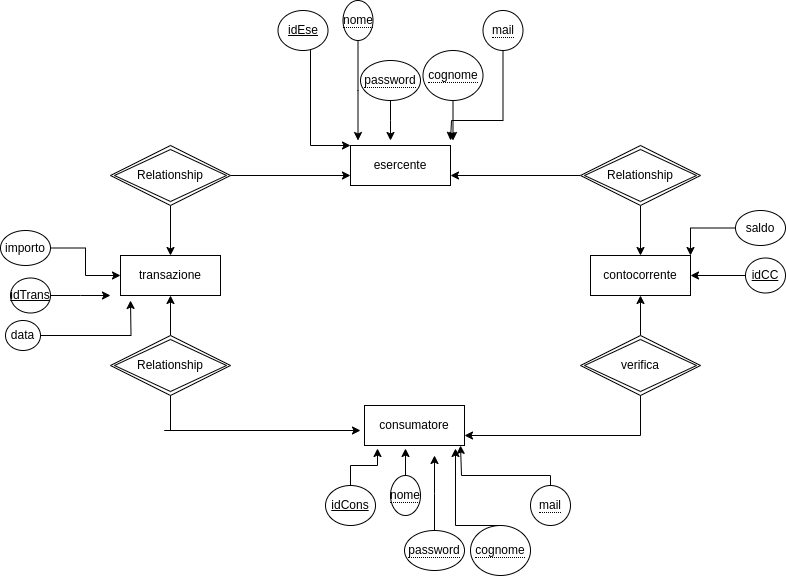 nome
idEse
mail
password
cognome
esercente
Relationship
Relationship
saldo
importo
transazione
contocorrente
idCC
idTrans
data
Relationship
verifica
consumatore
idCons
nome
mail
password
cognome